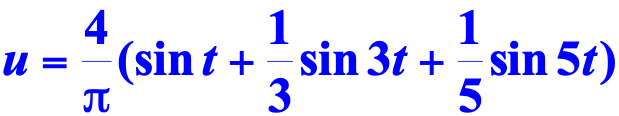 u = 4/π (sin t + 1/3 sin 3t + 1/5 sin 5t)